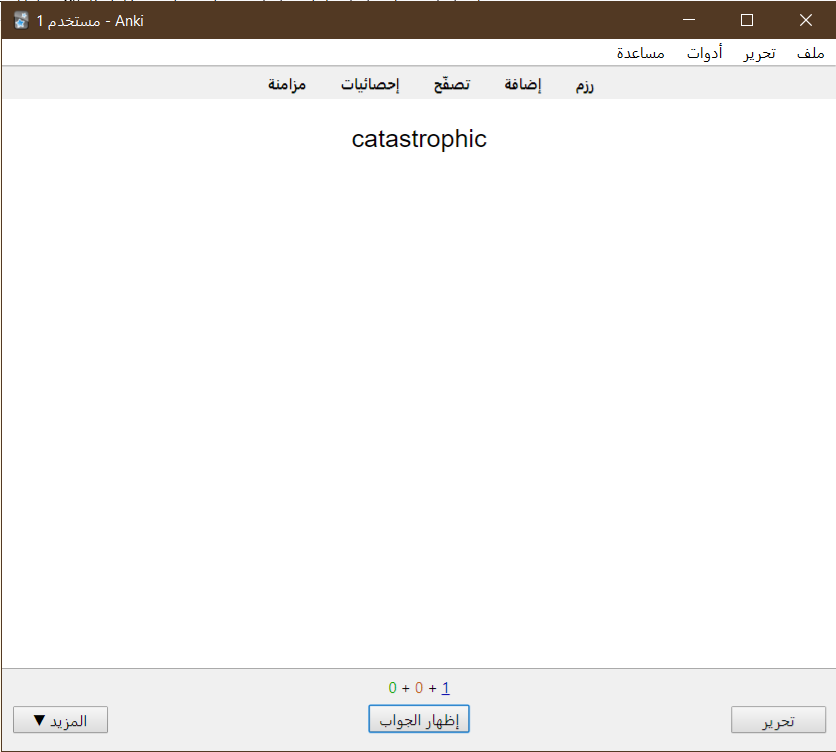 مستخدم 1 - Anki
ملف تحرير أدوات مساعدة
رزم إضافة تصفّح إحصائيات مزامنة
catastrophic
1 + 0 + 0
تحرير إظهار الجواب المزيد ▼